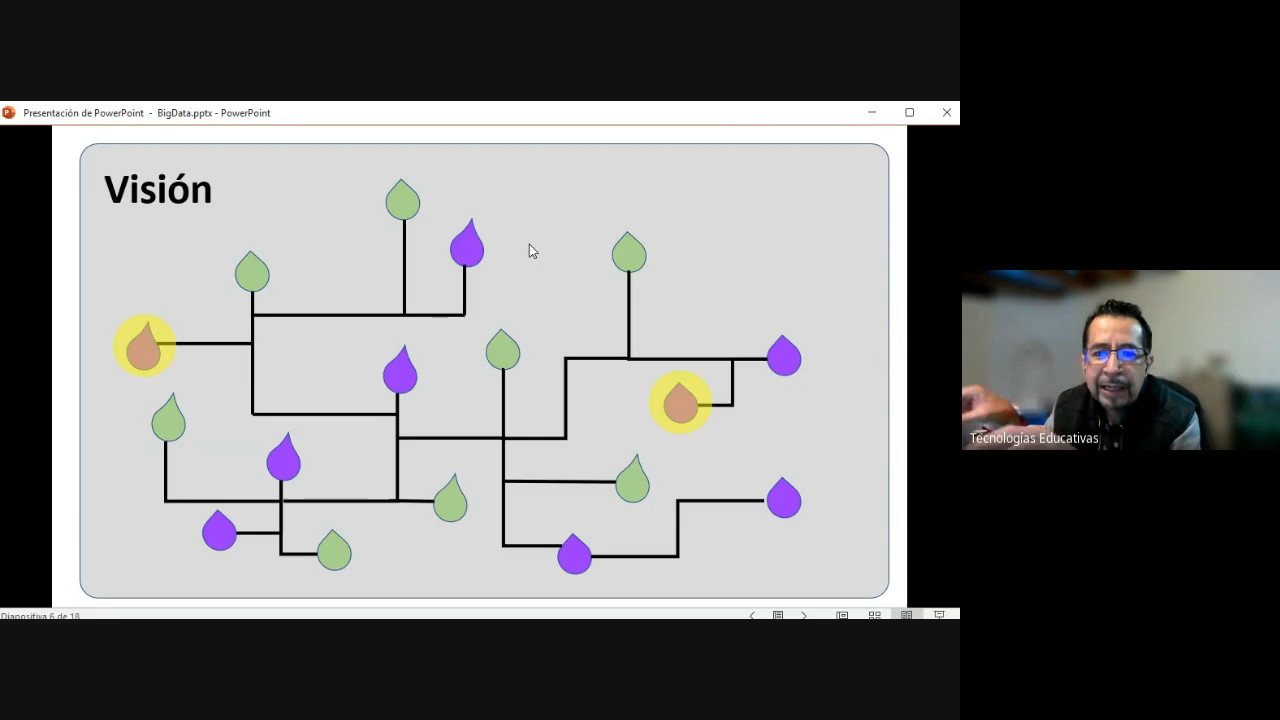 Presentación de PowerPoint - BigData.pptx - PowerPoint
Visión
Tecnologías Educativas
Diapositiva 6 de 18